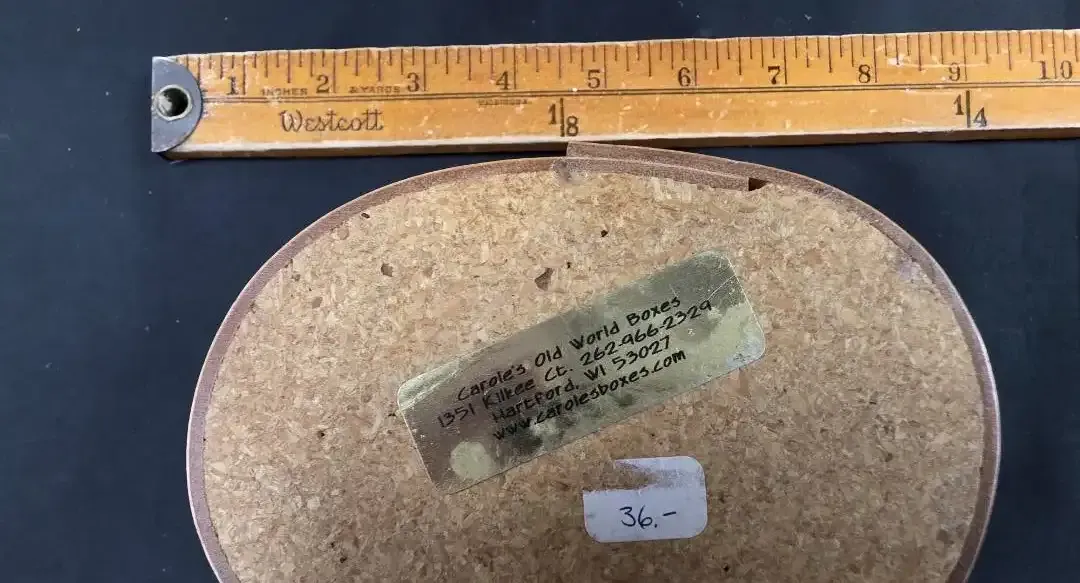 1 2 3 4 5 6 7 8 9 10
INCHES & YARDS
Westcott
1/8 1/4
Carole's Old World Boxes
1351 Kilkee Ct. 262-966-2329
Hartford, WI 53027
www.carolesboxes.com
36.-